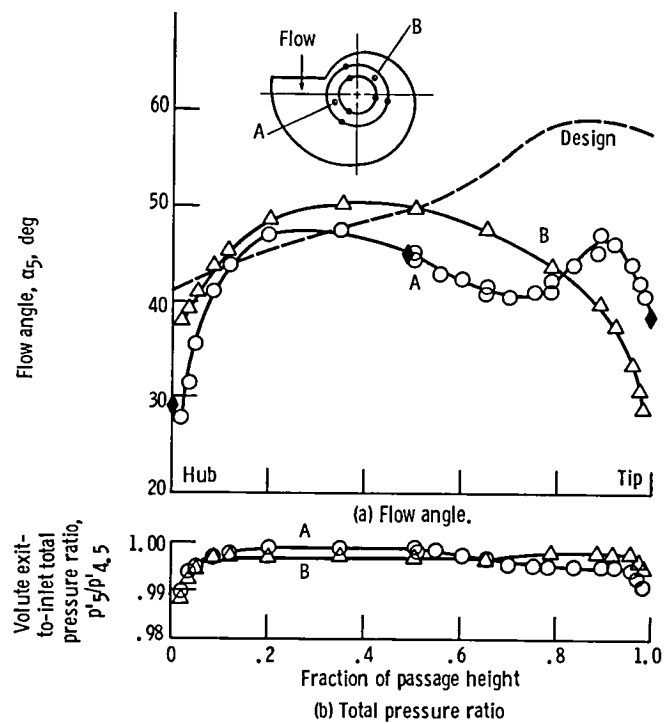 Flow
B
A
60
50
40
30
20
Flow angle, α5, deg
Design
B
A
Hub
Tip
(a) Flow angle.
1.00
.99
.98
Volute exit-
to-inlet total
pressure ratio,
p'5/p'4.5
A
B
0
.2
.4
.6
.8
1.0
Fraction of passage height
(b) Total pressure ratio